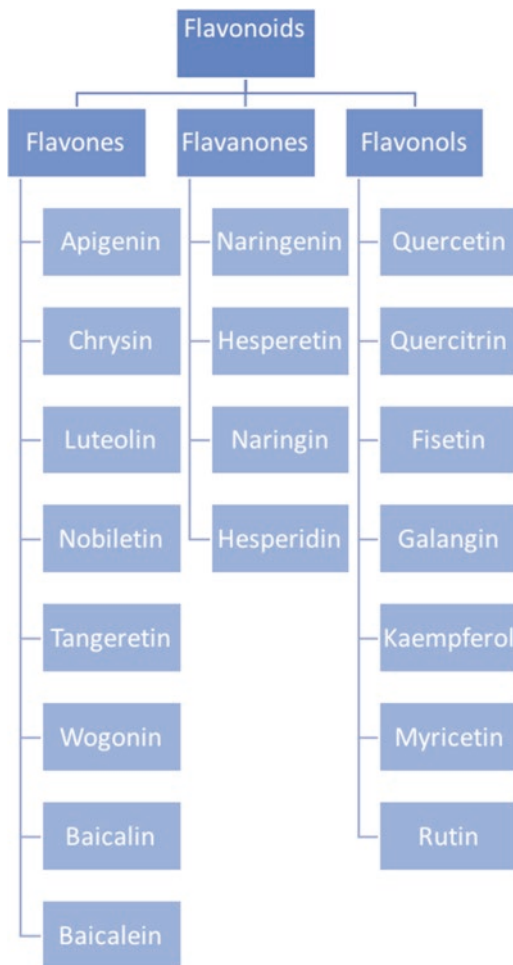 Flavonoids
Flavones
Flavanones
Flavonols
Apigenin
Naringenin
Quercetin
Chrysin
Hesperetin
Quercitrin
Luteolin
Naringin
Fisetin
Nobiletin
Hesperidin
Galangin
Tangeretin
Kaempferol
Wogonin
Myricetin
Baicalin
Rutin
Baicalein